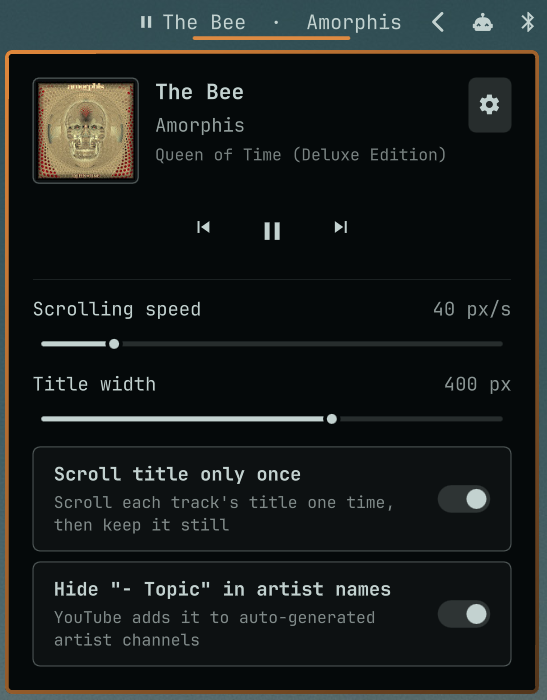 The Bee · Amorphis
The Bee
Amorphis
Queen of Time (Deluxe Edition)
Scrolling speed 40 px/s
Title width 400 px
Scroll title only once
Scroll each track's title one time,
then keep it still
Hide "- Topic" in artist names
YouTube adds it to auto-generated
artist channels